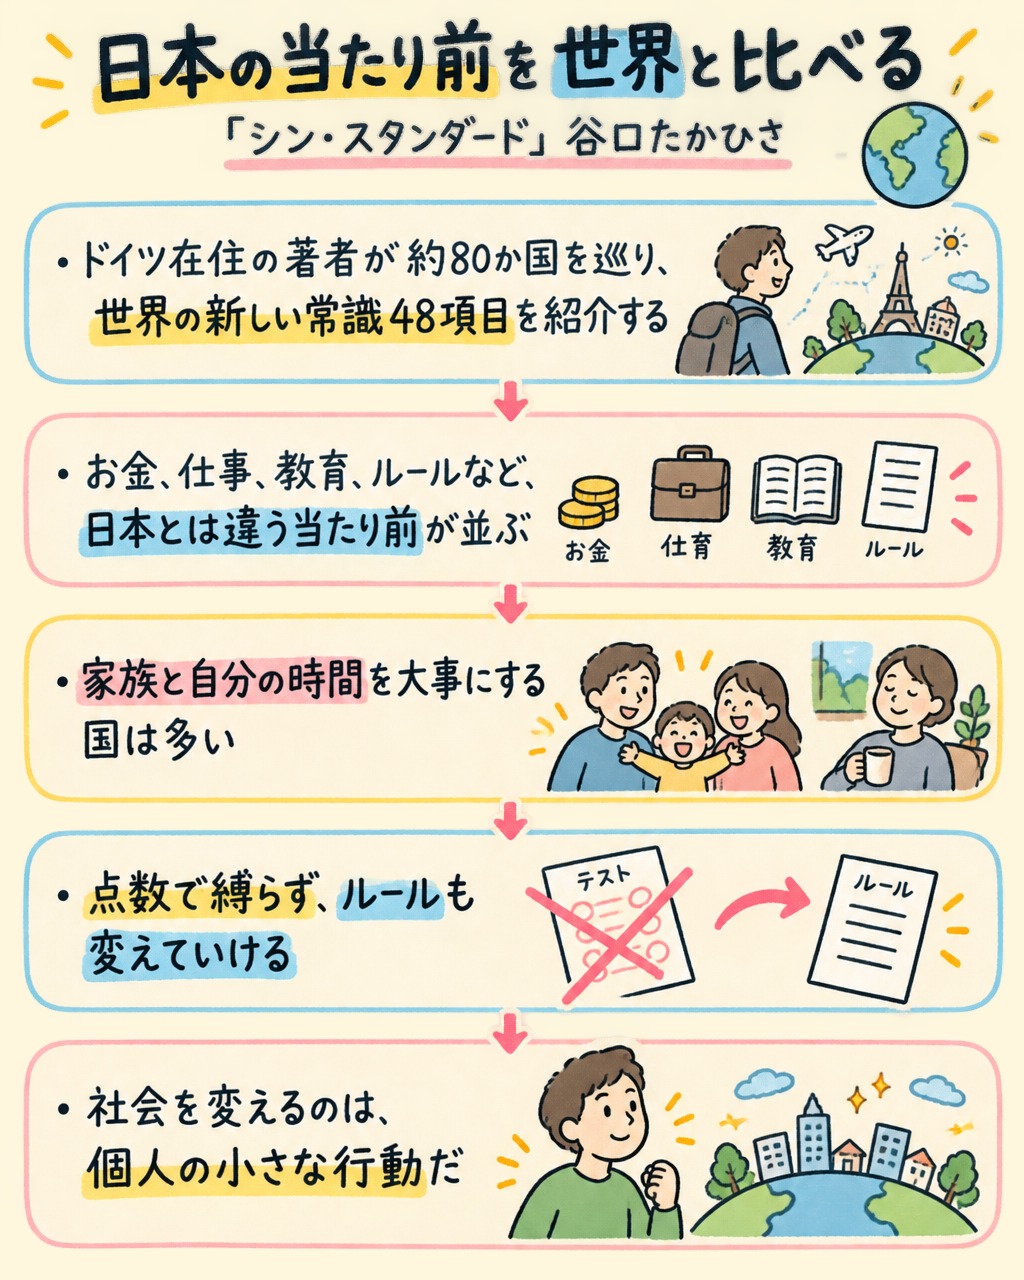 日本の当たり前を世界と比べる
「シン・スタンダード」谷口たかひさ
・ドイツ在住の著者が約80か国を巡り、
世界の新しい常識48項目を紹介する
・お金、仕事、教育、ルールなど、
日本とは違う当たり前が並ぶ
お金
仕育
教育
ルール
・家族と自分の時間を大事にする
国は多い
・点数で縛らず、ルールも
変えていける
テスト
ルール
・社会を変えるのは、
個人の小さな行動だ